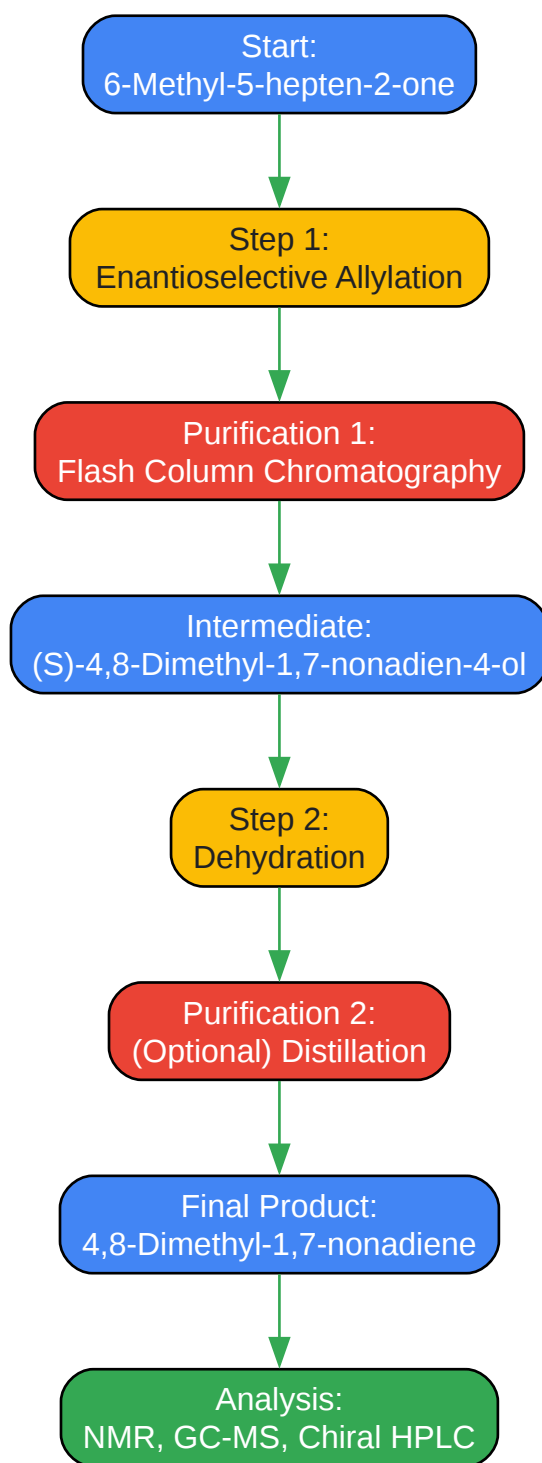 Start:
6-Methyl-5-hepten-2-one
Step 1:
Enantioselective Allylation
Purification 1:
Flash Column Chromatography
Intermediate:
(S)-4,8-Dimethyl-1,7-nonadien-4-ol
Step 2:
Dehydration
Purification 2:
(Optional) Distillation
Final Product:
4,8-Dimethyl-1,7-nonadiene
Analysis:
NMR, GC-MS, Chiral HPLC